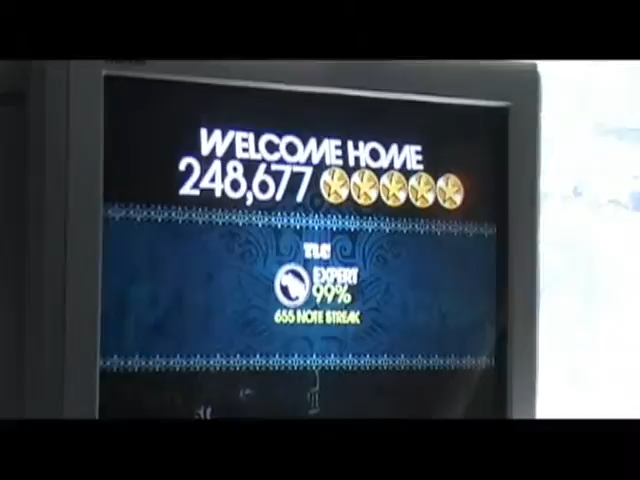 WELCOME HOME
248,677
TLC
EXPERT
99%
655 NOTE STREAK